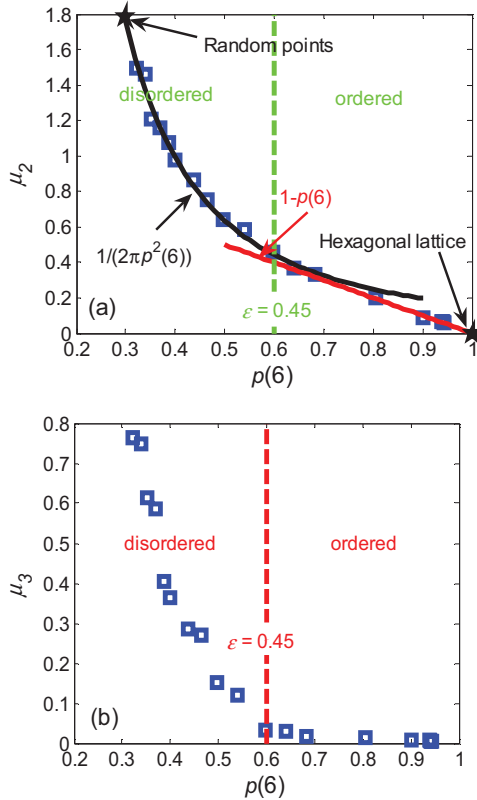 1.8
1.6
1.4
1.2
1
0.8
0.6
0.4
0.2
0
μ2
Random points
disordered
ordered
1-p(6)
Hexagonal lattice
1/(2πp²(6))
(a)
ε = 0.45
0.2 0.3 0.4 0.5 0.6 0.7 0.8 0.9 1
p(6)
0.8
0.7
0.6
0.5
0.4
0.3
0.2
0.1
0
μ3
disordered
ordered
ε = 0.45
(b)
0.2 0.3 0.4 0.5 0.6 0.7 0.8 0.9 1
p(6)